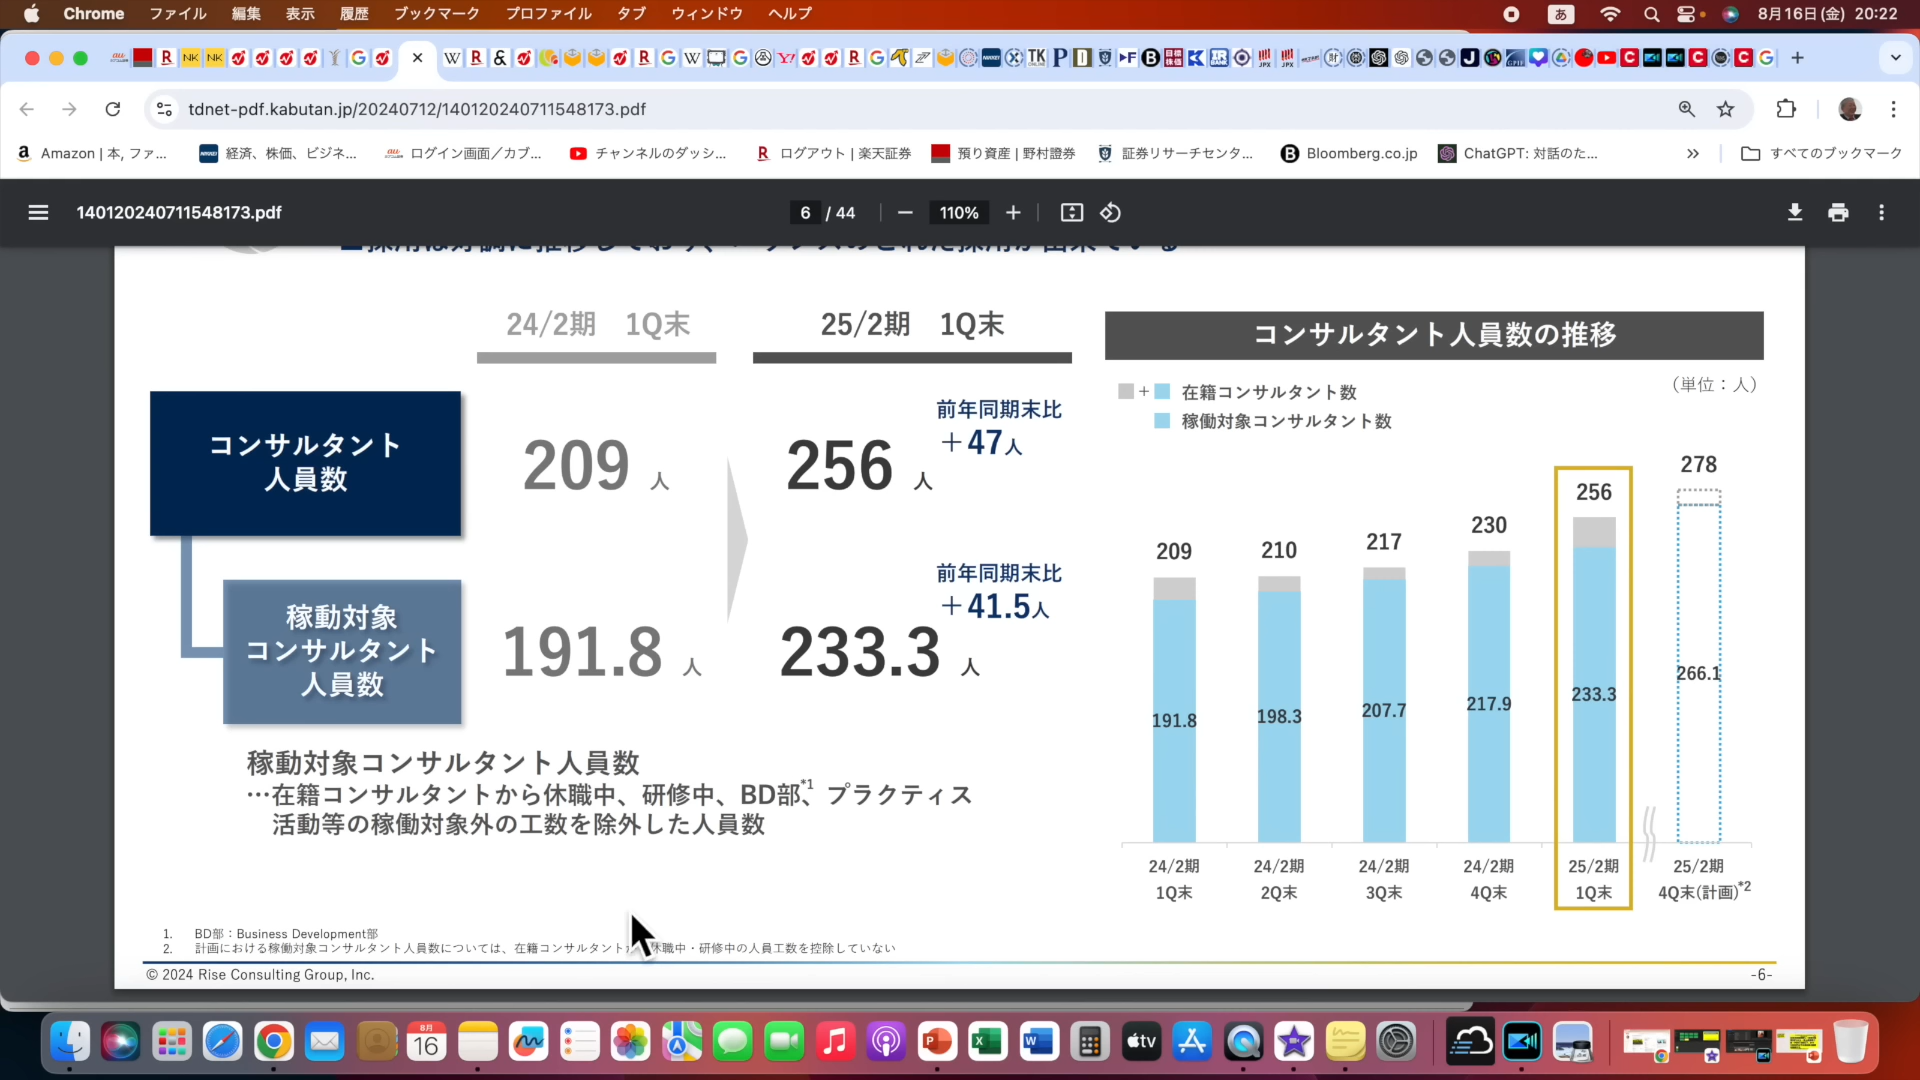 Chrome ファイル 編集 表示 履歴 ブックマーク プロファイル タブ ウィンドウ ヘルプ あ 8月16日(金) 20:22
tdnet-pdf.kabutan.jp/20240712/140120240711548173.pdf
Amazon | 本, ファ... 経済、株価、ビジネ... ログイン画面／カブ... チャンネルのダッシ... ログアウト | 楽天証券 預り資産 | 野村證券 証券リサーチセンタ... Bloomberg.co.jp ChatGPT: 対話のた... すべてのブックマーク
140120240711548173.pdf 6 / 44 110%
24/2期 1Q末
25/2期 1Q末
コンサルタント
人員数
209 人
256 人
前年同期末比
＋47人
稼動対象
コンサルタント
人員数
191.8 人
233.3 人
前年同期末比
＋41.5人
稼動対象コンサルタント人員数
…在籍コンサルタントから休職中、研修中、BD部*1、プラクティス
活動等の稼働対象外の工数を除外した人員数
コンサルタント人員数の推移
（単位：人）
+ 在籍コンサルタント数
稼働対象コンサルタント数
209 210 217 230 256 278
191.8 198.3 207.7 217.9 233.3 266.1
24/2期 24/2期 24/2期 24/2期 25/2期 25/2期
1Q末 2Q末 3Q末 4Q末 1Q末 4Q末(計画)*2
1. BD部：Business Development部
2. 計画における稼働対象コンサルタント人員数については、在籍コンサルタント 休職中・研修中の人員工数を控除していない
© 2024 Rise Consulting Group, Inc.
-6-
8月
16
tv